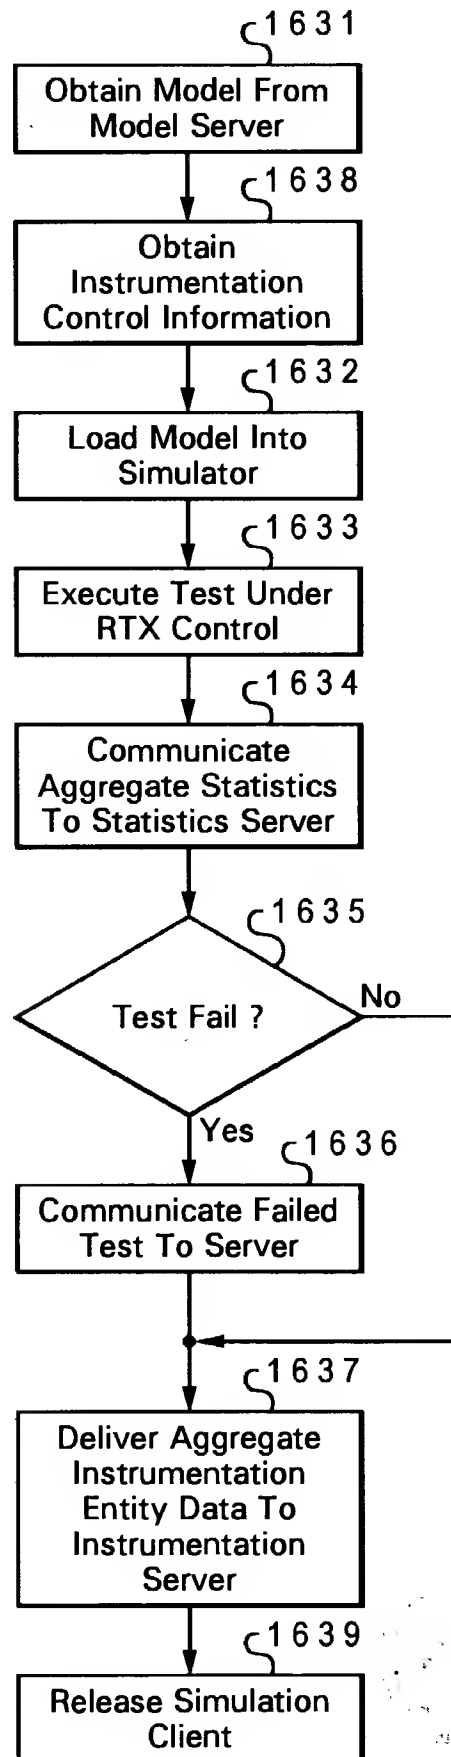 1631
Obtain Model From
Model Server
1638
Obtain
Instrumentation
Control Information
1632
Load Model Into
Simulator
1633
Execute Test Under
RTX Control
1634
Communicate
Aggregate Statistics
To Statistics Server
1635
Test Fail ?
No
Yes
1636
Communicate Failed
Test To Server
1637
Deliver Aggregate
Instrumentation
Entity Data To
Instrumentation
Server
1639
Release Simulation
Client